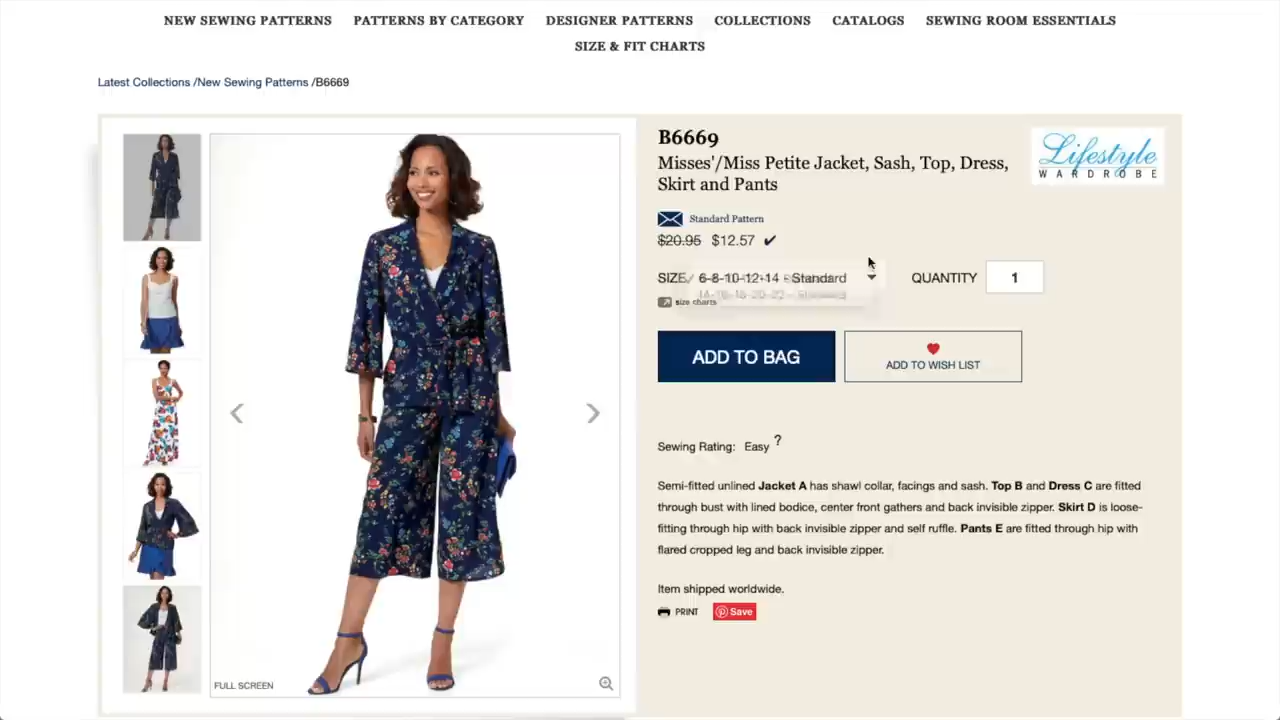 NEW SEWING PATTERNS PATTERNS BY CATEGORY DESIGNER PATTERNS COLLECTIONS CATALOGS SEWING ROOM ESSENTIALS
SIZE & FIT CHARTS
Latest Collections /New Sewing Patterns /B6669
B6669
Misses'/Miss Petite Jacket, Sash, Top, Dress,
Skirt and Pants
Lifestyle
WARDROBE
Standard Pattern
$20.95 $12.57 ✔
SIZE 6-8-10-12-14 - Standard QUANTITY 1
size charts
ADD TO BAG
ADD TO WISH LIST
Sewing Rating: Easy ?
Semi-fitted unlined Jacket A has shawl collar, facings and sash. Top B and Dress C are fitted
through bust with lined bodice, center front gathers and back invisible zipper. Skirt D is loose-
fitting through hip with back invisible zipper and self ruffle. Pants E are fitted through hip with
flared cropped leg and back invisible zipper.
Item shipped worldwide.
PRINT Save
FULL SCREEN